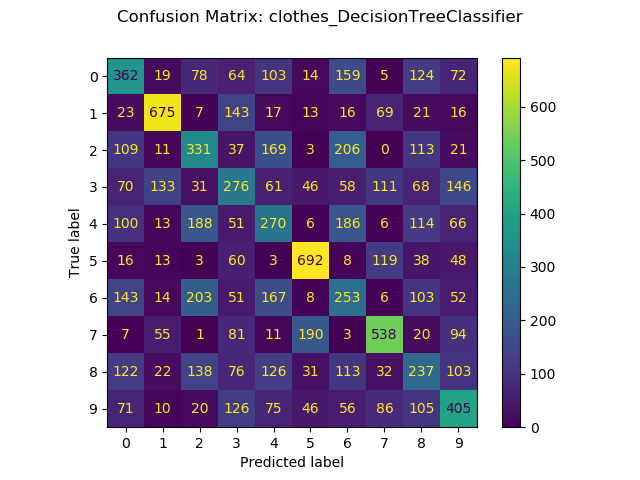 Confusion Matrix: clothes_DecisionTreeClassifier
0 362 19 78 64 103 14 159 5 124 72
1 23 675 7 143 17 13 16 69 21 16 600
2 109 11 331 37 169 3 206 0 113 21 500
3 70 133 31 276 61 46 58 111 68 146
4 100 13 188 51 270 6 186 6 114 66 400
True label
5 16 13 3 60 3 692 8 119 38 48 300
6 143 14 203 51 167 8 253 6 103 52
7 7 55 1 81 11 190 3 538 20 94 200
8 122 22 138 76 126 31 113 32 237 103 100
9 71 10 20 126 75 46 56 86 105 405
0
0 1 2 3 4 5 6 7 8 9
Predicted label